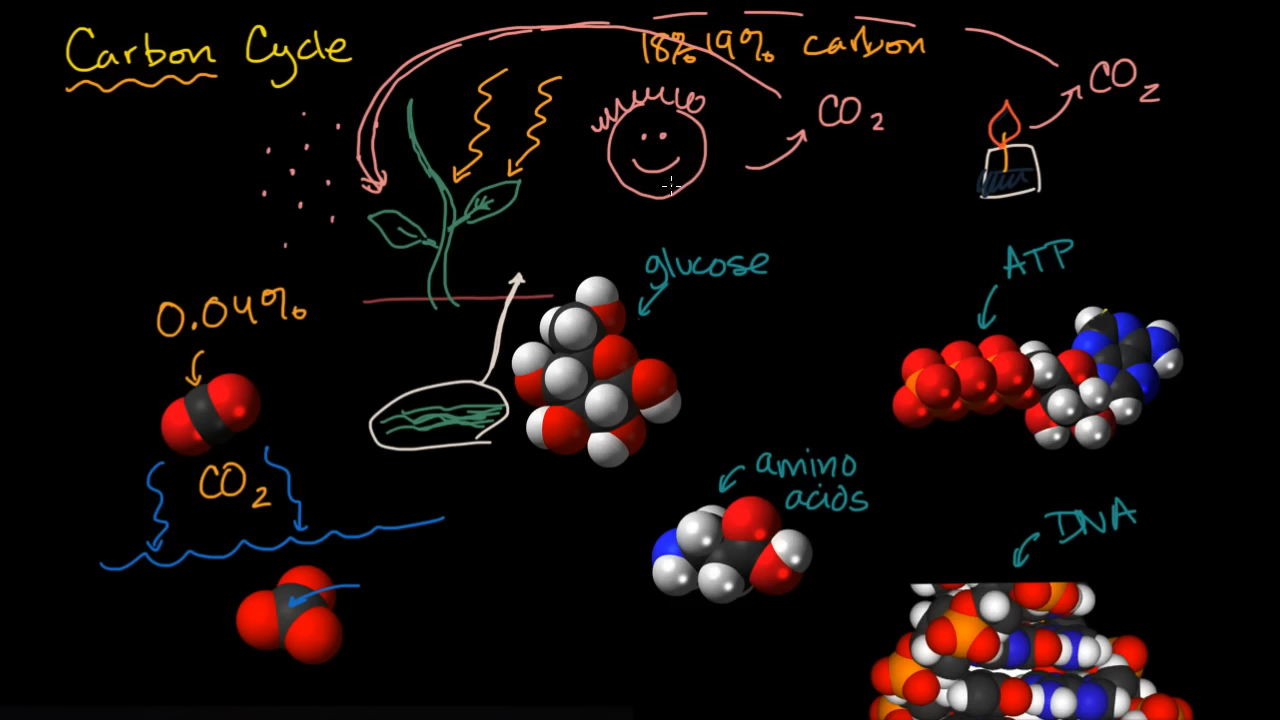 Carbon Cycle
18% 19% carbon
CO2
CO2
glucose
ATP
0.04%
CO2
amino
acids
DNA